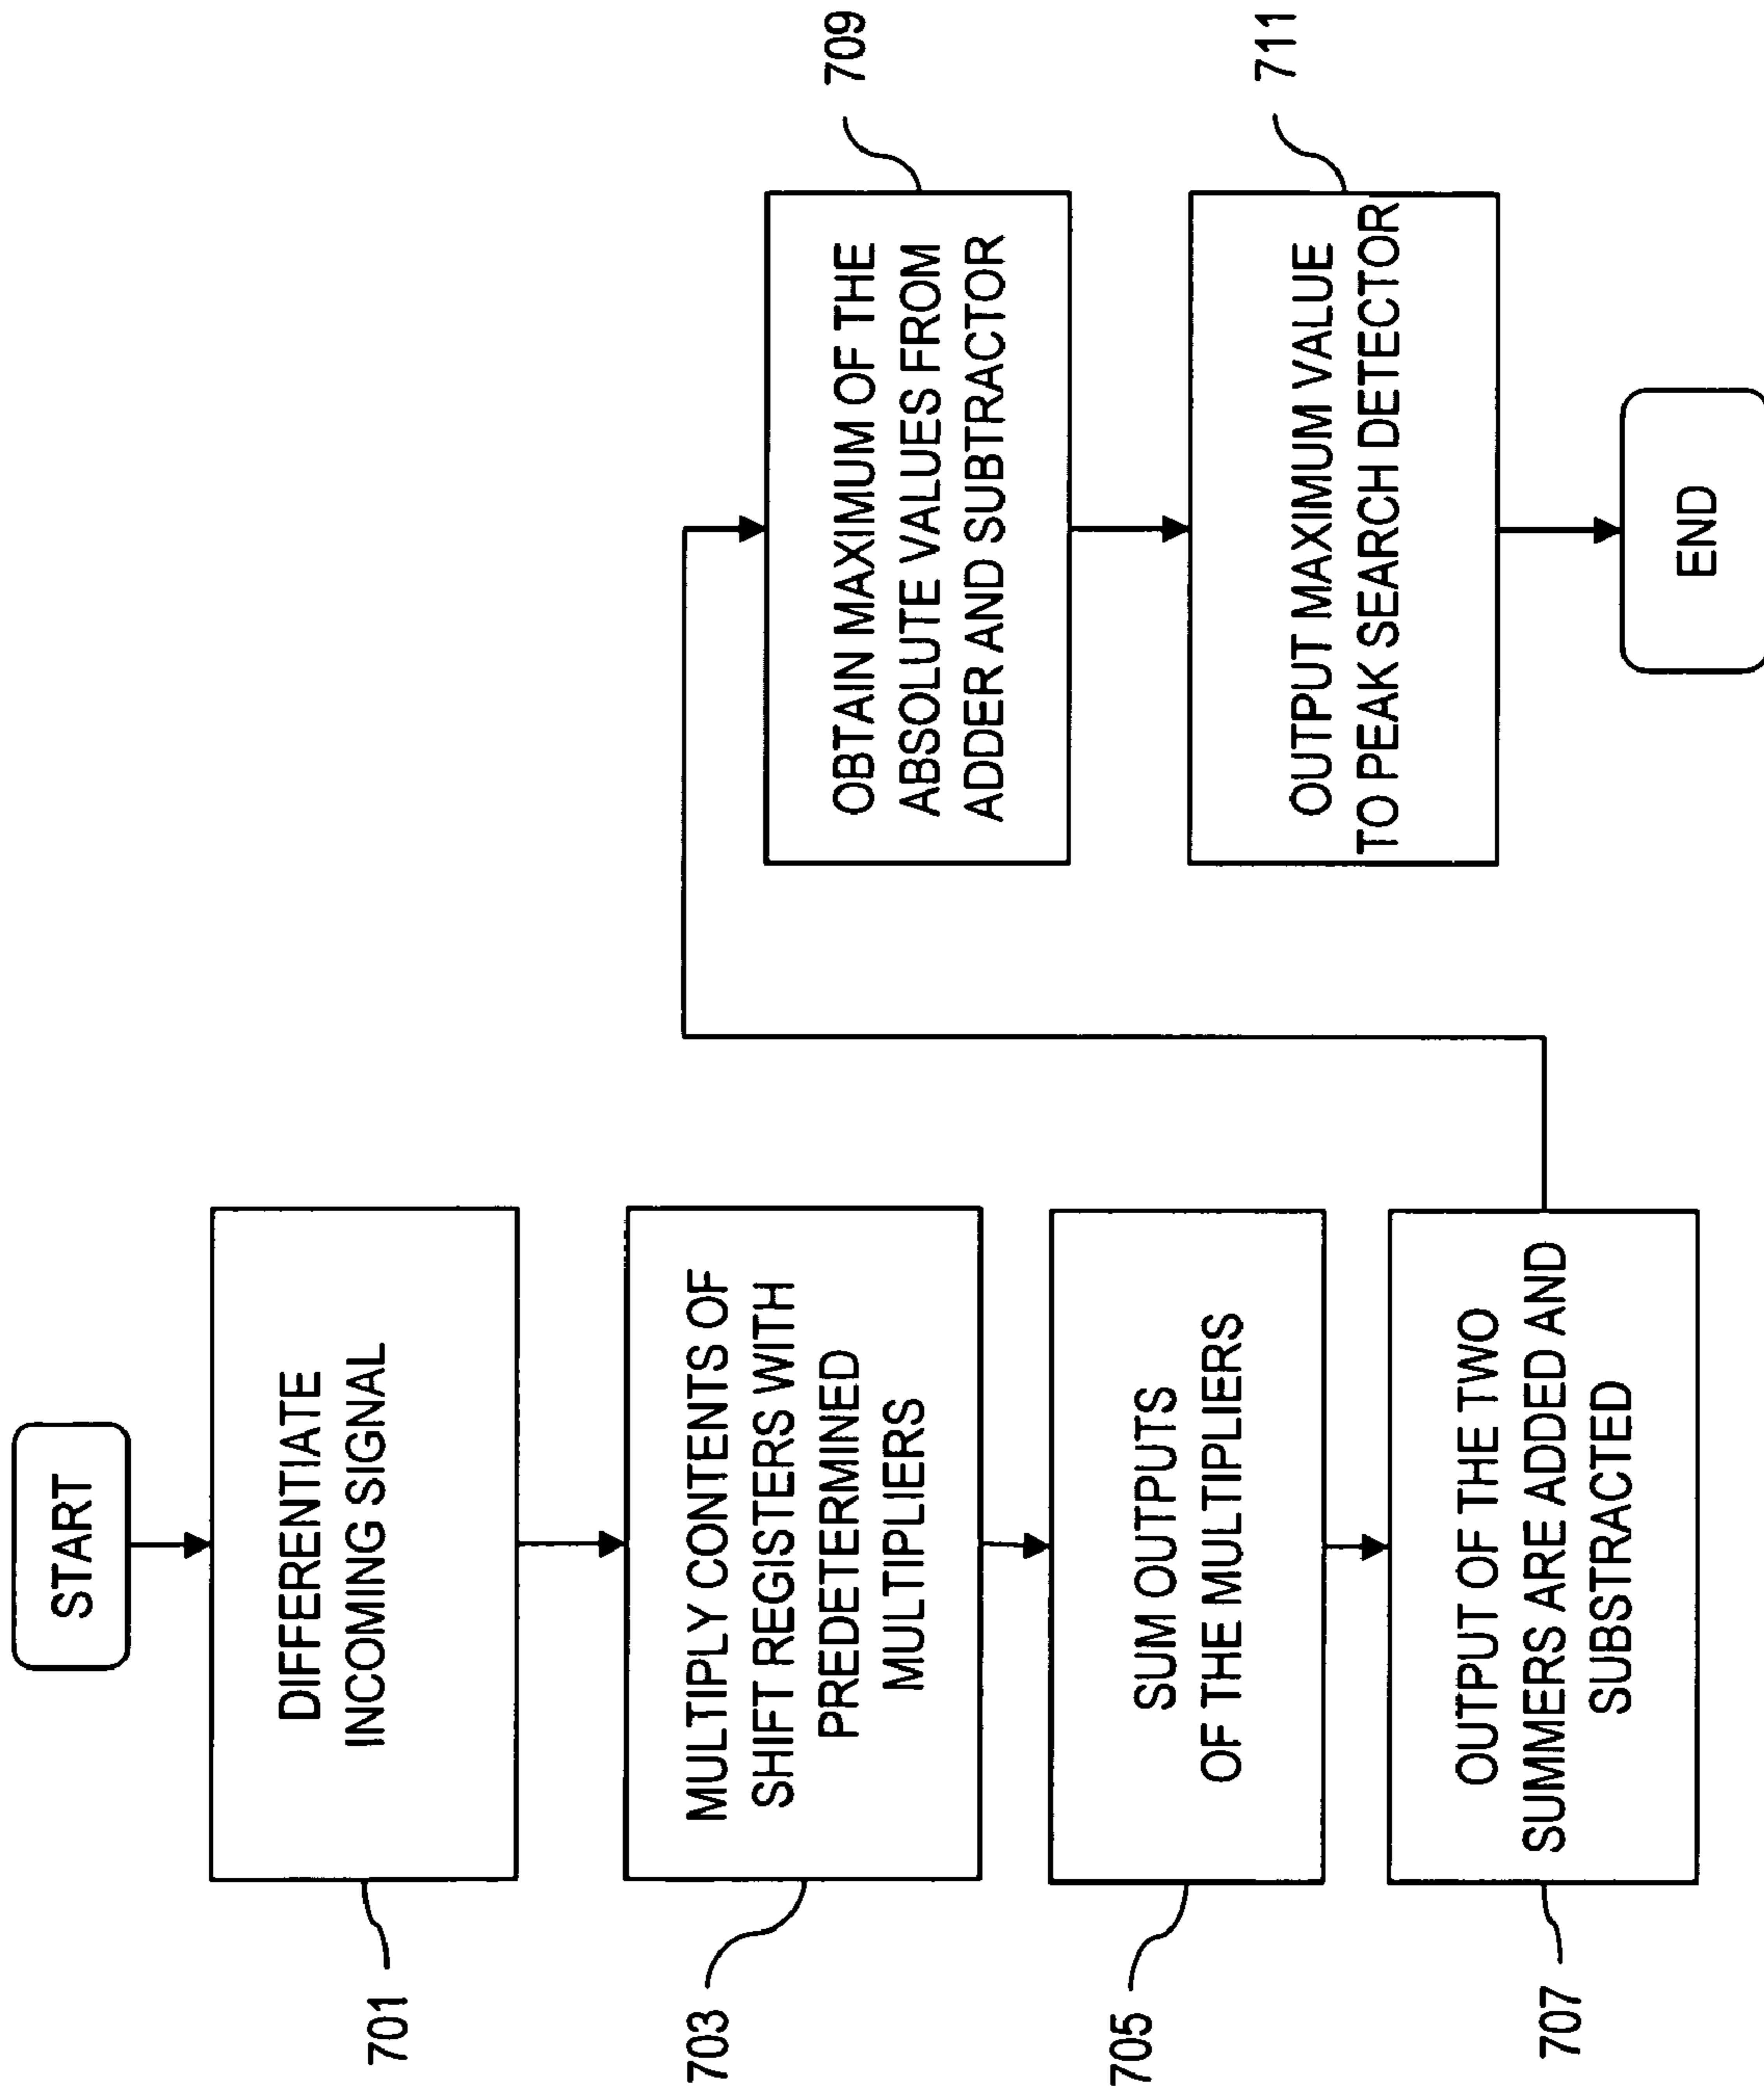 START
DIFFERENTIATE
INCOMING SIGNAL
701
MULTIPLY CONTENTS OF
SHIFT REGISTERS WITH
PREDETERMINED
MULTIPLIERS
703
SUM OUTPUTS
OF THE MULTIPLIERS
705
OUTPUT OF THE TWO
SUMMERS ARE ADDED AND
SUBSTRACTED
707
OBTAIN MAXIMUM OF THE
ABSOLUTE VALUES FROM
ADDER AND SUBTRACTOR
709
OUTPUT MAXIMUM VALUE
TO PEAK SEARCH DETECTOR
711
END